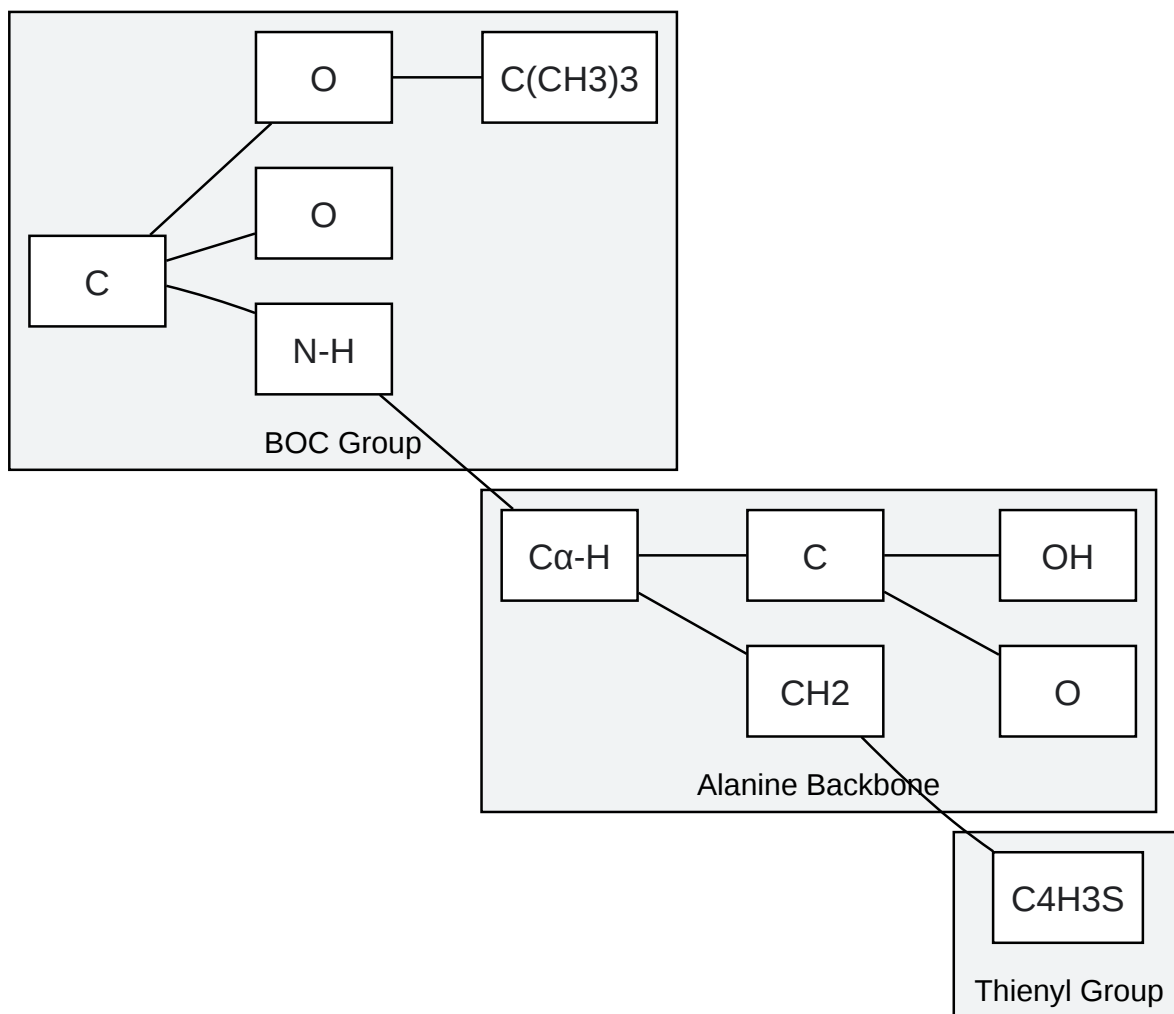 O
C(CH3)3
O
C
N-H
BOC Group
Cα-H
C
OH
CH2
O
Alanine Backbone
C4H3S
Thienyl Group